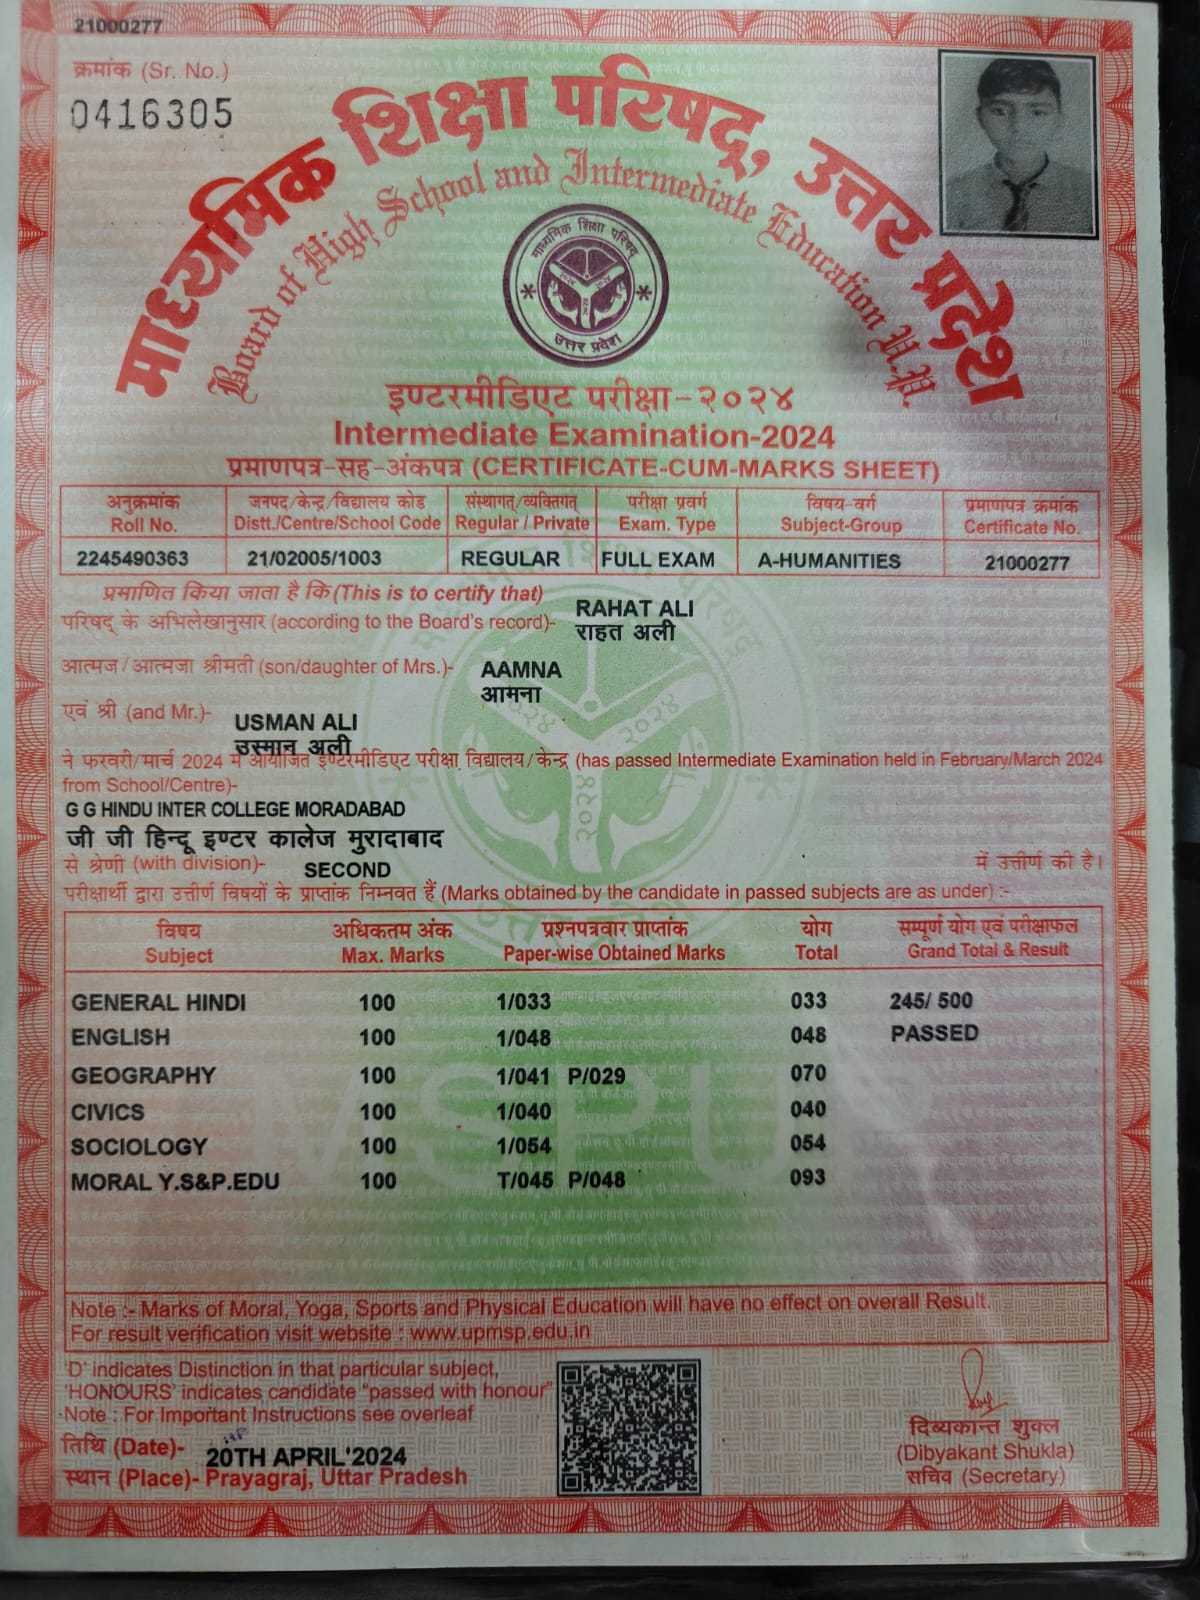 21000277
क्रमांक (Sr. No.)
0416305
माध्यमिक शिक्षा परिषद्, उत्तर प्रदेश
Board of High School and Intermediate Education U.P.
माध्यमिक शिक्षा परिषद
उत्तर प्रदेश
इण्टरमीडिएट परीक्षा-२०२४
Intermediate Examination-2024
प्रमाणपत्र-सह-अंकपत्र (CERTIFICATE-CUM-MARKS SHEET)
अनुक्रमांक जनपद/केन्द्र/विद्यालय कोड संस्थागत्/व्यक्तिगत् परीक्षा प्रवर्ग विषय-वर्ग प्रमाणपत्र क्रमांक
Roll No. Distt./Centre/School Code Regular / Private Exam. Type Subject-Group Certificate No.
2245490363 21/02005/1003 REGULAR FULL EXAM A-HUMANITIES 21000277
प्रमाणित किया जाता है कि (This is to certify that)
परिषद् के अभिलेखानुसार (according to the Board's record)- RAHAT ALI
राहत अली
आत्मज/आत्मजा श्रीमती (son/daughter of Mrs.)- AAMNA
आमना
एवं श्री (and Mr.)- USMAN ALI
उस्मान अली
ने फरवरी/मार्च 2024 में आयोजित इण्टरमीडिएट परीक्षा विद्यालय/केन्द्र (has passed Intermediate Examination held in February/March 2024
from School/Centre)-
G G HINDU INTER COLLEGE MORADABAD
जी जी हिन्दू इण्टर कालेज मुरादाबाद
से श्रेणी (with division)- SECOND में उत्तीर्ण की है।
परीक्षार्थी द्वारा उत्तीर्ण विषयों के प्राप्तांक निम्नवत हैं (Marks obtained by the candidate in passed subjects are as under) :-
विषय अधिकतम अंक प्रश्नपत्रवार प्राप्तांक योग सम्पूर्ण योग एवं परीक्षाफल
Subject Max. Marks Paper-wise Obtained Marks Total Grand Total & Result
GENERAL HINDI 100 1/033 033 245/ 500
ENGLISH 100 1/048 048 PASSED
GEOGRAPHY 100 1/041 P/029 070
CIVICS 100 1/040 040
SOCIOLOGY 100 1/054 054
MORAL Y.S&P.EDU 100 T/045 P/048 093
Note :- Marks of Moral, Yoga, Sports and Physical Education will have no effect on overall Result.
For result verification visit website : www.upmsp.edu.in
'D' indicates Distinction in that particular subject,
'HONOURS' indicates candidate "passed with honour"
Note : For Important Instructions see overleaf
तिथि (Date)- 20TH APRIL'2024
स्थान (Place)- Prayagraj, Uttar Pradesh
दिव्यकान्त शुक्ल
(Dibyakant Shukla)
सचिव (Secretary)